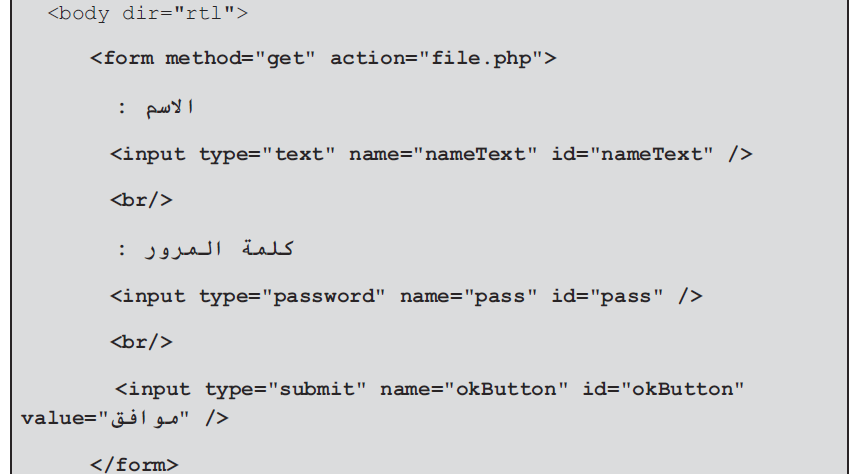 <body dir="rtl">
<form method="get" action="file.php">
الاسم :
<input type="text" name="nameText" id="nameText" />
<br/>
كلمة المرور :
<input type="password" name="pass" id="pass" />
<br/>
<input type="submit" name="okButton" id="okButton"
value="موافق" />
</form>